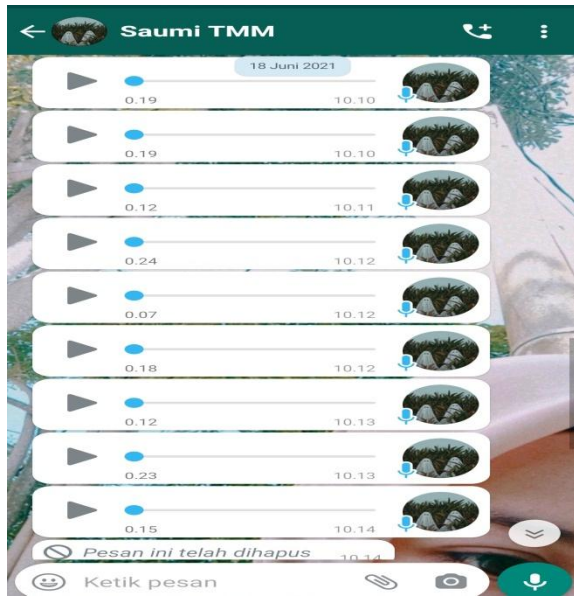 Saumi TMM
18 Juni 2021
0.19 10.10
0.19 10.10
0.12 10.11
0.24 10.12
0.07 10.12
0.18 10.12
0.12 10.13
0.23 10.13
0.15 10.14
Pesan ini telah dihapus 10.14
Ketik pesan